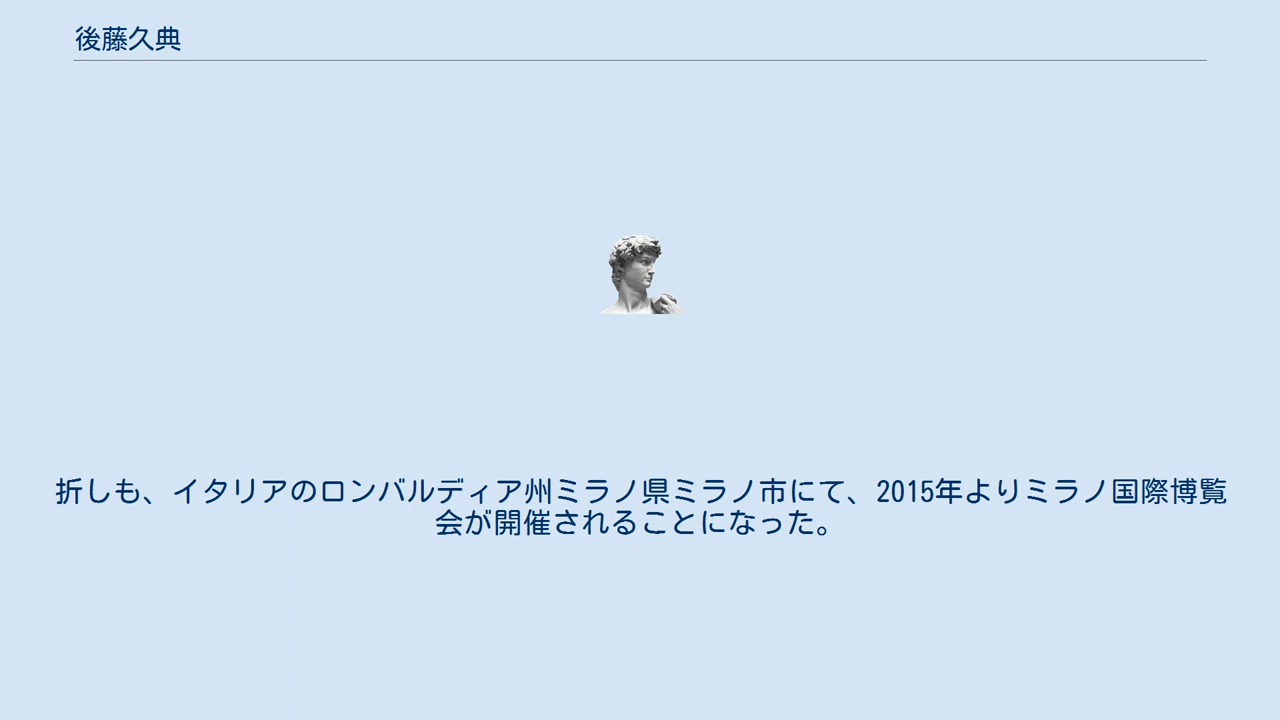 後藤久典
折しも、イタリアのロンバルディア州ミラノ県ミラノ市にて、2015年よりミラノ国際博覧
会が開催されることになった。